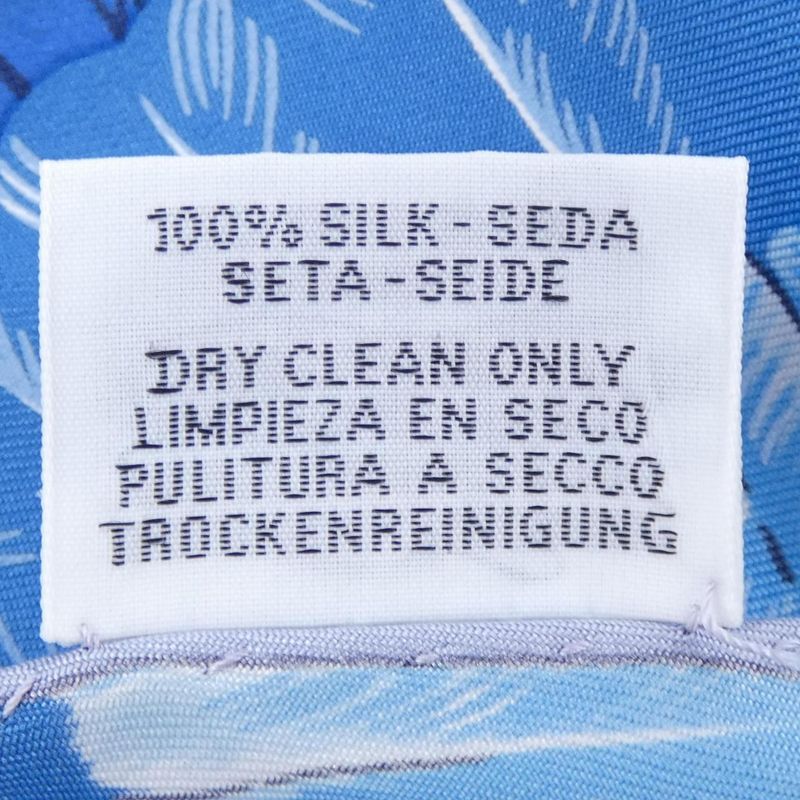 100% SILK - SEDA
SETA - SEIDE
DRY CLEAN ONLY
LIMPIEZA EN SECO
PULITURA A SECCO
TROCKENREINIGUNG